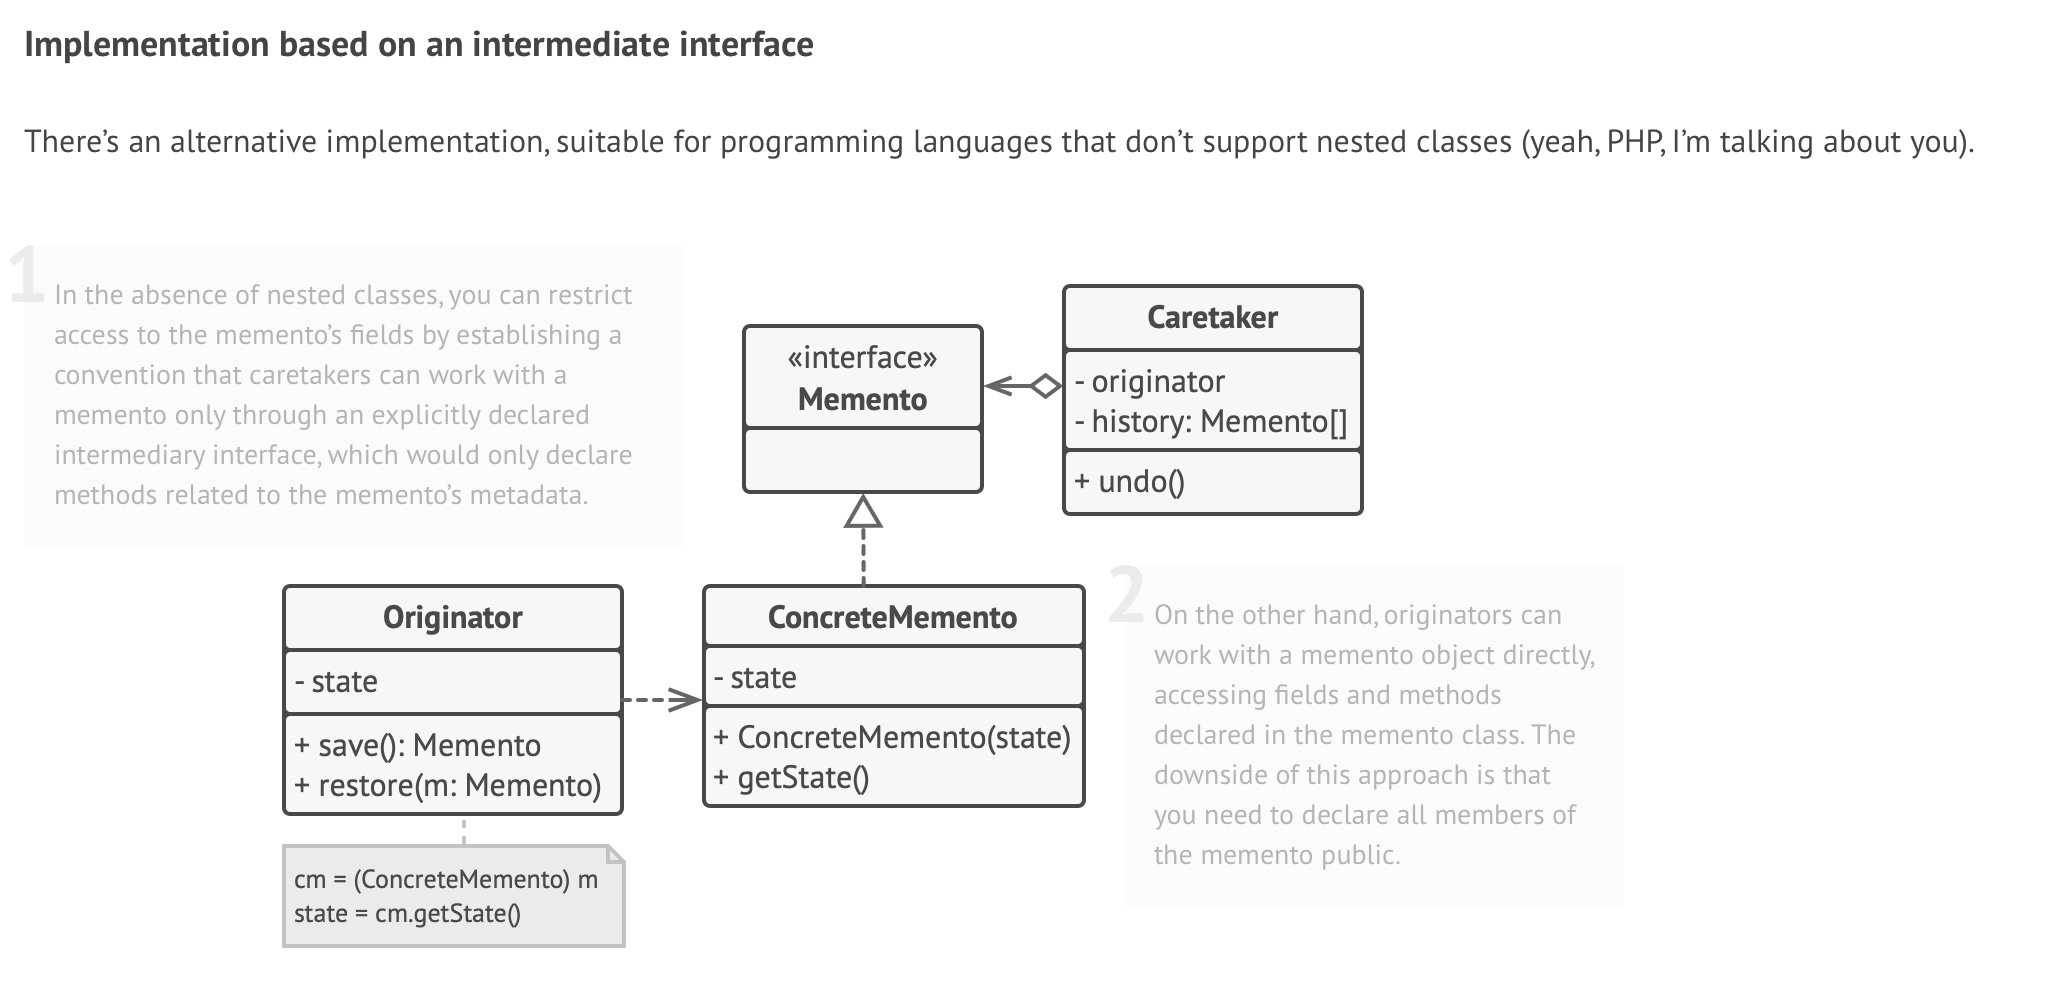 Implementation based on an intermediate interface
There’s an alternative implementation, suitable for programming languages that don’t support nested classes (yeah, PHP, I’m talking about you).
1
In the absence of nested classes, you can restrict
access to the memento’s fields by establishing a
convention that caretakers can work with a
memento only through an explicitly declared
intermediary interface, which would only declare
methods related to the memento’s metadata.
«interface»
Memento
Caretaker
- originator
- history: Memento[]
+ undo()
Originator
- state
+ save(): Memento
+ restore(m: Memento)
cm = (ConcreteMemento) m
state = cm.getState()
ConcreteMemento
- state
+ ConcreteMemento(state)
+ getState()
2
On the other hand, originators can
work with a memento object directly,
accessing fields and methods
declared in the memento class. The
downside of this approach is that
you need to declare all members of
the memento public.